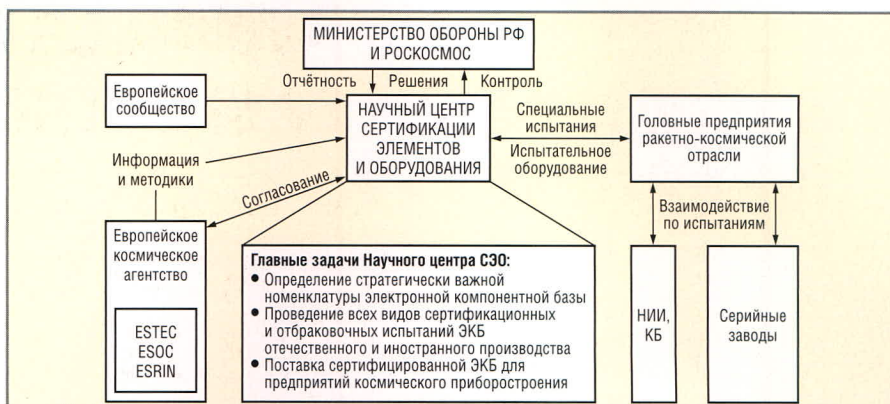 МИНИСТЕРСТВО ОБОРОНЫ РФ
И РОСКОСМОС
Отчётность
Решения
Контроль
Европейское
сообщество
НАУЧНЫЙ ЦЕНТР
СЕРТИФИКАЦИИ
ЭЛЕМЕНТОВ
И ОБОРУДОВАНИЯ
Специальные
испытания
Испытательное
оборудование
Головные предприятия
ракетно-космической
отрасли
Информация
и методики
Согласование
Взаимодействие
по испытаниям
Европейское
космическое
агентство
ESTEC
ESOC
ESRIN
Главные задачи Научного центра СЭО:
● Определение стратегически важной
номенклатуры электронной компонентной базы
● Проведение всех видов сертификационных
и отбраковочных испытаний ЭКБ
отечественного и иностранного производства
● Поставка сертифицированной ЭКБ для
предприятий космического приборостроения
НИИ,
КБ
Серийные
заводы